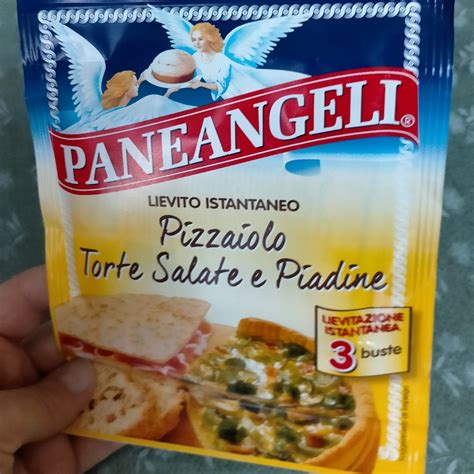 PANEANGELI®
LIEVITO ISTANTANEO
Pizzaiolo
Torte Salate e Piadine
LIEVITAZIONE
ISTANTANEA
3 buste